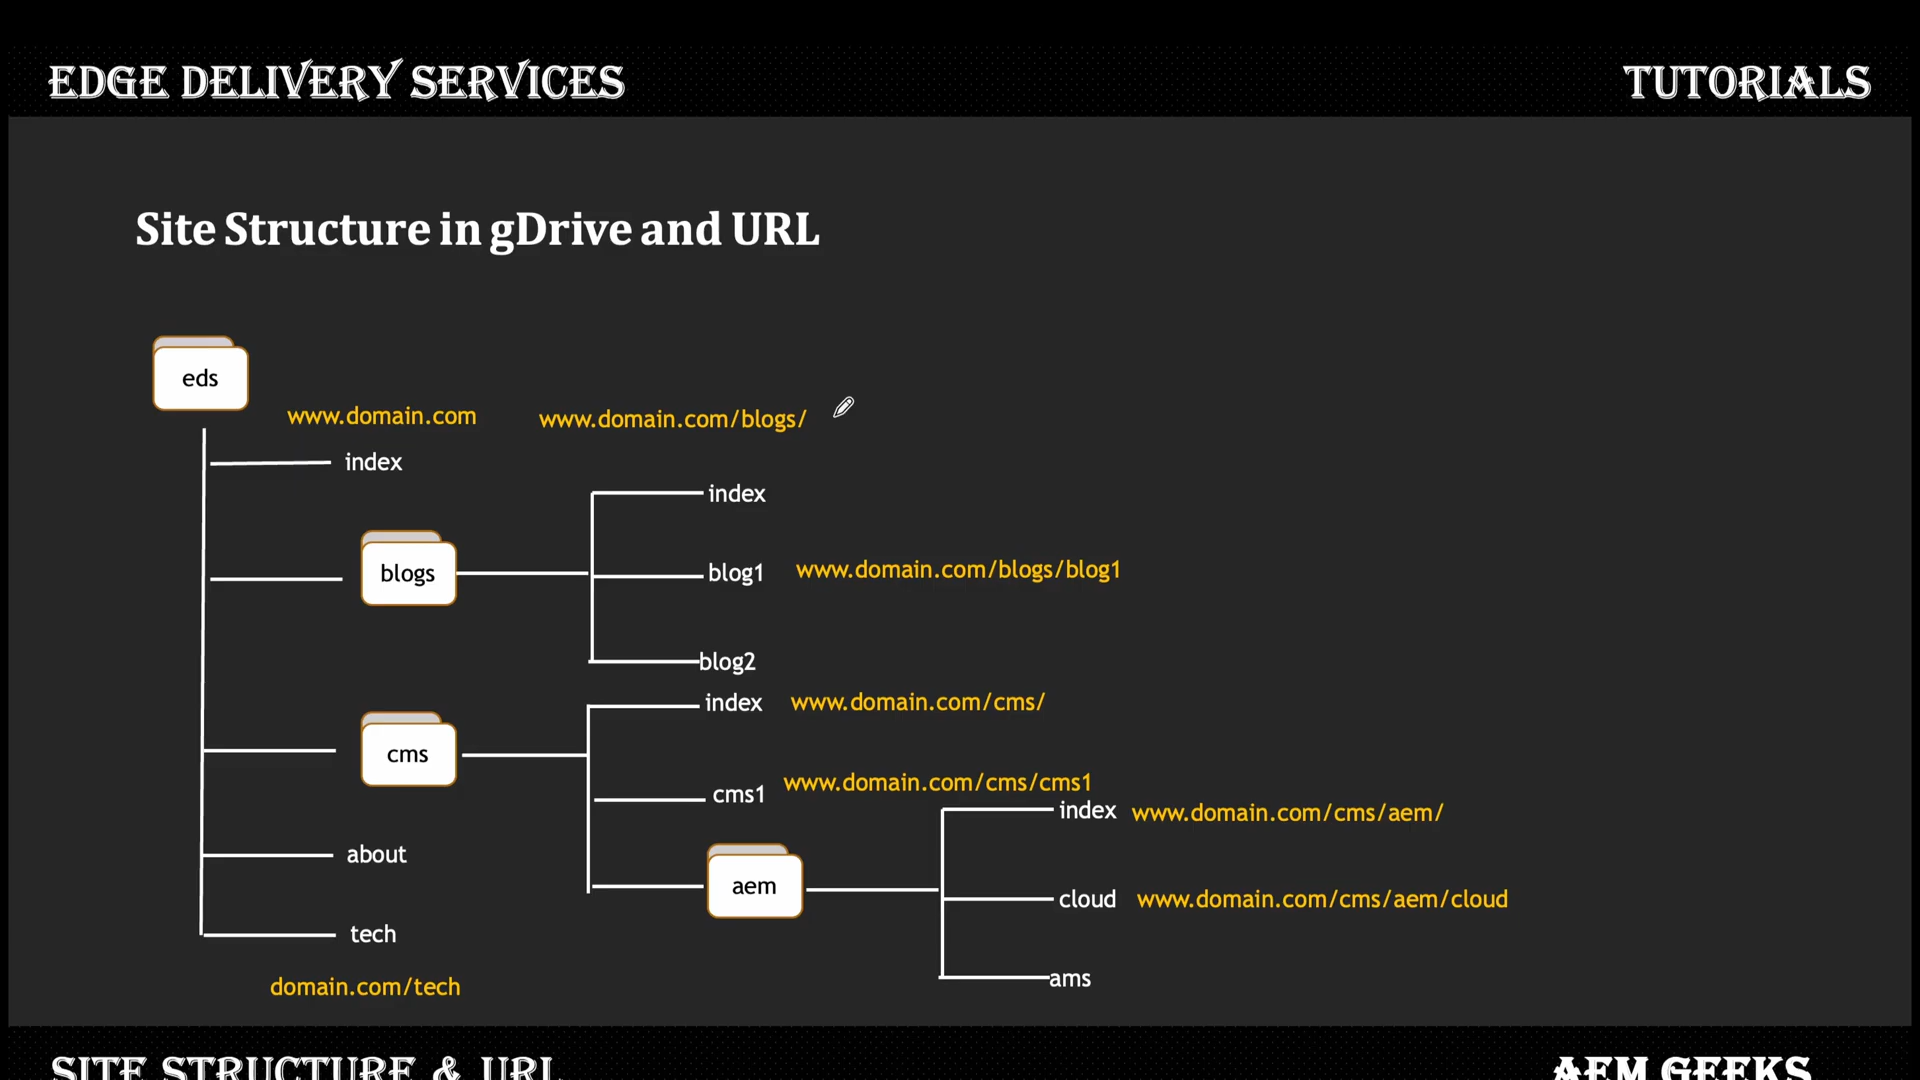 EDGE DELIVERY SERVICES
TUTORIALS
Site Structure in gDrive and URL
eds
www.domain.com
www.domain.com/blogs/
index
index
blogs
blog1
www.domain.com/blogs/blog1
blog2
index
www.domain.com/cms/
cms
cms1
www.domain.com/cms/cms1
index
www.domain.com/cms/aem/
about
aem
cloud
www.domain.com/cms/aem/cloud
tech
ams
domain.com/tech
SITE STRUCTURE & URL
AEM GEEKS